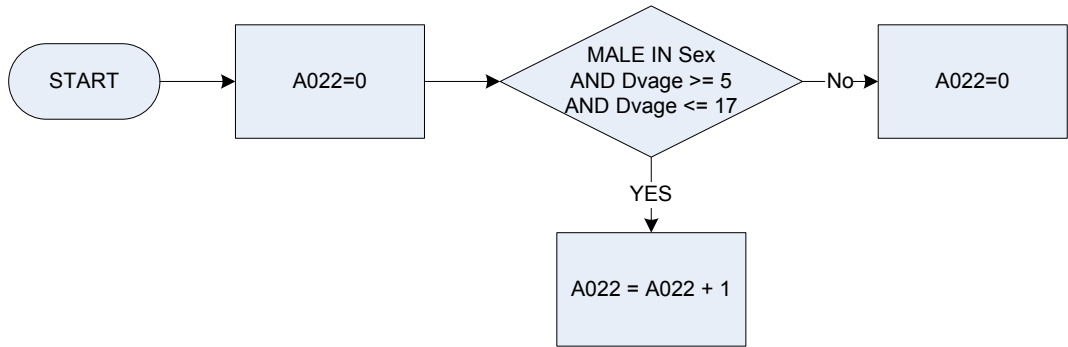 START
A022=0
MALE IN Sex
AND Dvage >= 5
AND Dvage <= 17
No
A022=0
YES
A022 = A022 + 1